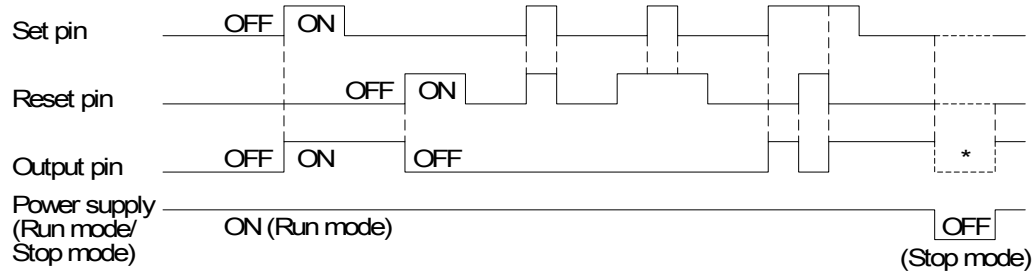 Set pin OFF ON
Reset pin OFF ON
Output pin OFF ON OFF *
Power supply
(Run mode/
Stop mode) ON (Run mode) OFF
(Stop mode)